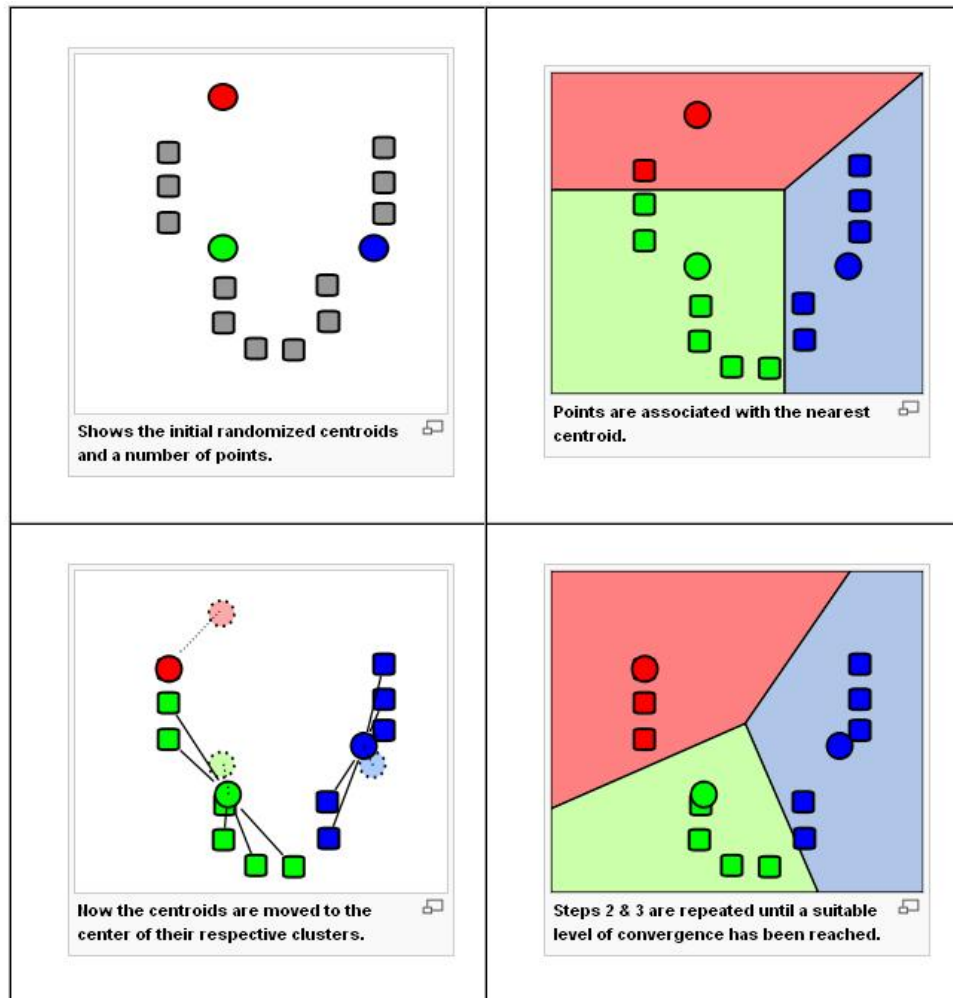 Shows the initial randomized centroids
and a number of points.
Points are associated with the nearest
centroid.
Now the centroids are moved to the
center of their respective clusters.
Steps 2 & 3 are repeated until a suitable
level of convergence has been reached.